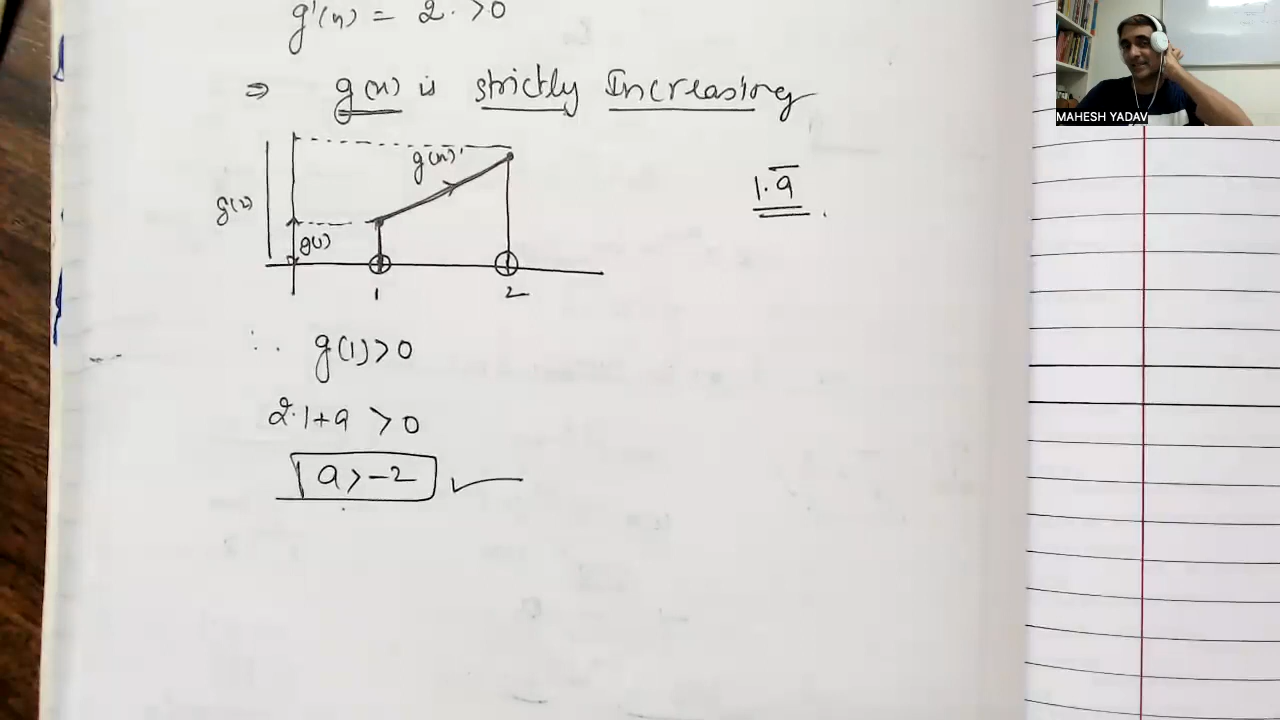 g'(x) = 2. >0
⇒ g(x) is strictly Increasing
g(x)
g(2)
g(1)
1 2
1.9̅
∴ g(1)>0
2.1+a >0
a>-2 ✓
MAHESH YADAV